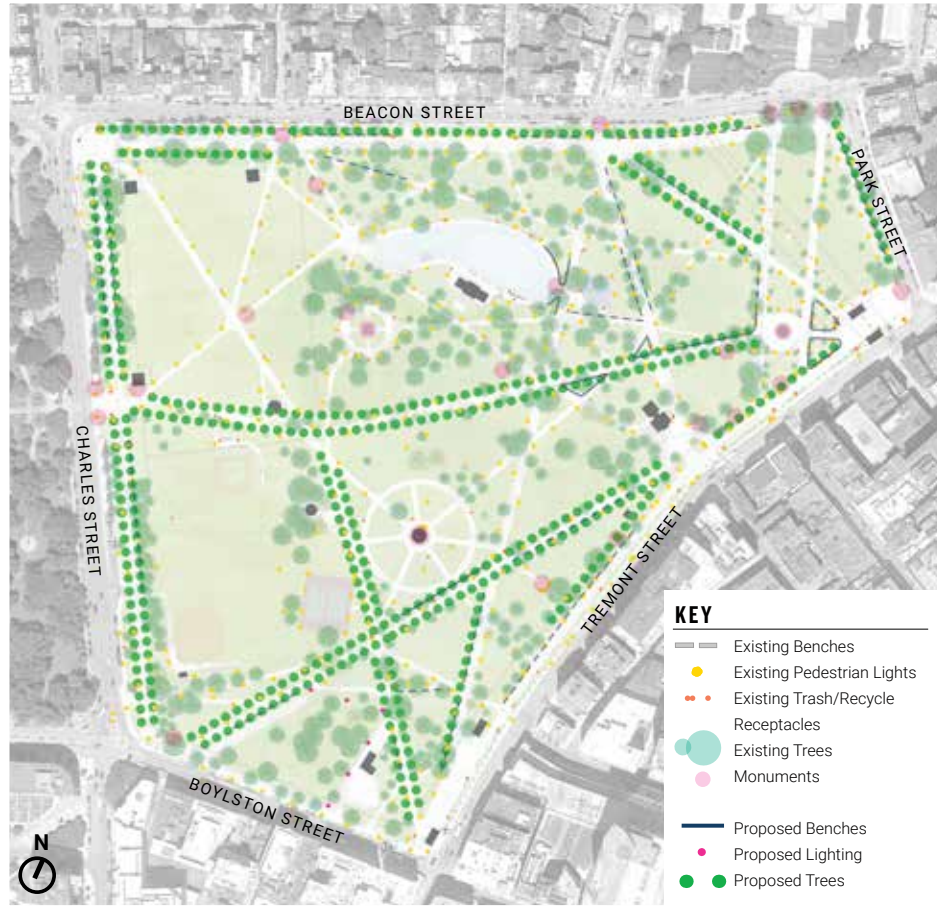 BEACON STREET
PARK STREET
CHARLES STREET
TREMONT STREET
BOYLSTON STREET
N
KEY
Existing Benches
Existing Pedestrian Lights
Existing Trash/Recycle
Receptacles
Existing Trees
Monuments
Proposed Benches
Proposed Lighting
Proposed Trees